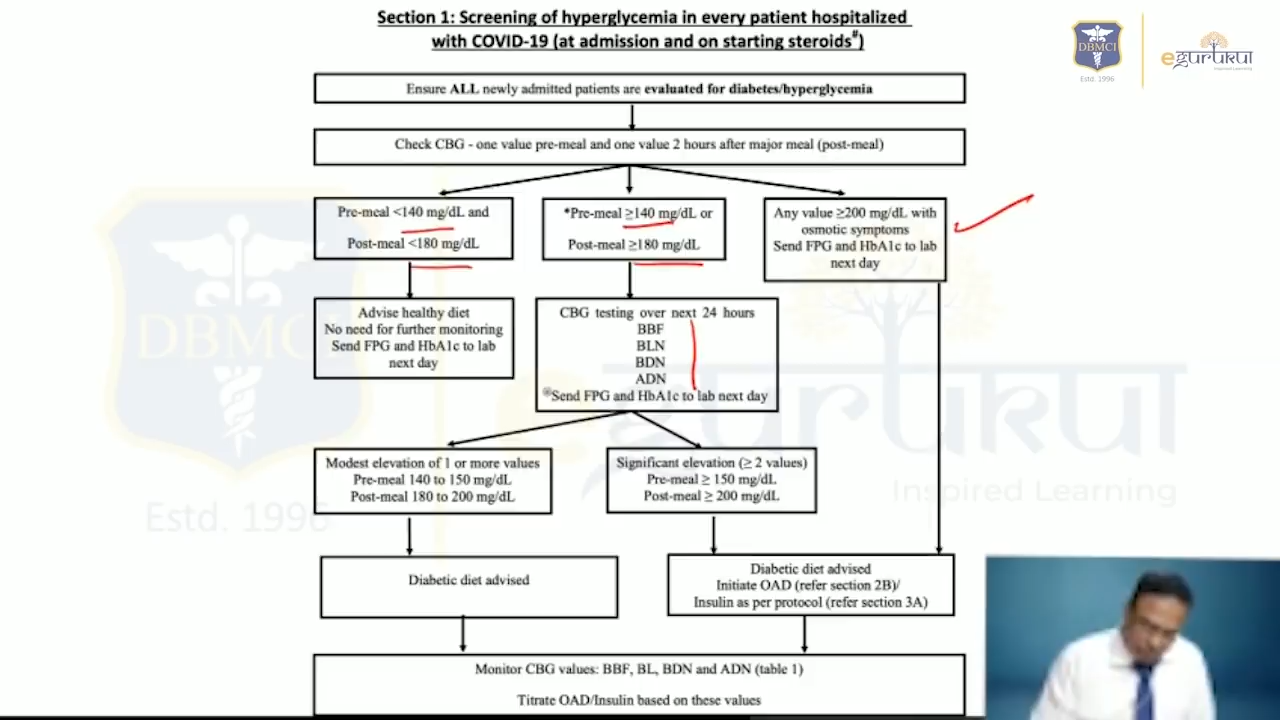 Section 1: Screening of hyperglycemia in every patient hospitalized
with COVID-19 (at admission and on starting steroids#)
DBMCI
Estd. 1996
eGURUKUL
Inspired Learning
Ensure ALL newly admitted patients are evaluated for diabetes/hyperglycemia
Check CBG - one value pre-meal and one value 2 hours after major meal (post-meal)
Pre-meal <140 mg/dL and
Post-meal <180 mg/dL
*Pre-meal ≥140 mg/dL or
Post-meal ≥180 mg/dL
Any value ≥200 mg/dL with
osmotic symptoms
Send FPG and HbA1c to lab
next day
Advise healthy diet
No need for further monitoring
Send FPG and HbA1c to lab
next day
CBG testing over next 24 hours
BBF
BLN
BDN
ADN
@Send FPG and HbA1c to lab next day
Modest elevation of 1 or more values
Pre-meal 140 to 150 mg/dL
Post-meal 180 to 200 mg/dL
Significant elevation (≥ 2 values)
Pre-meal ≥ 150 mg/dL
Post-meal ≥ 200 mg/dL
Diabetic diet advised
Diabetic diet advised
Initiate OAD (refer section 2B)/
Insulin as per protocol (refer section 3A)
Monitor CBG values: BBF, BL, BDN and ADN (table 1)
Titrate OAD/Insulin based on these values
DBMCI
Estd. 1996
egurukul
Inspired Learning